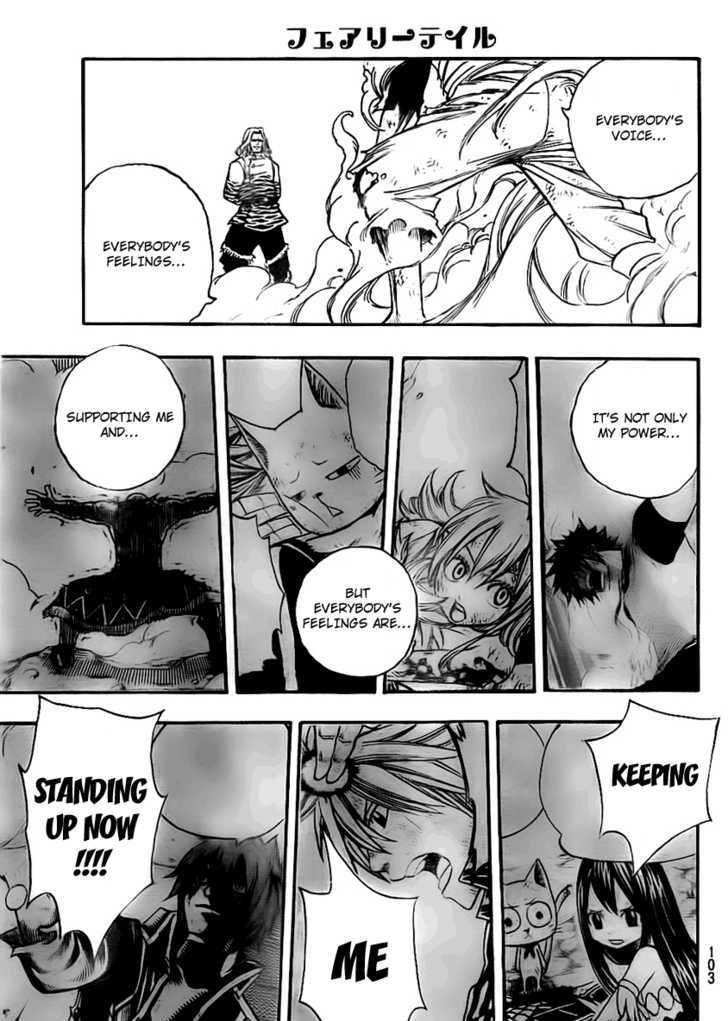 フェアリーテイル
EVERYBODY'S
VOICE...
EVERYBODY'S
FEELINGS...
IT'S NOT ONLY
MY POWER...
BUT
EVERYBODY'S
FEELINGS ARE...
SUPPORTING ME
AND...
KEEPING
ME
STANDING
UP NOW
!!!!
103